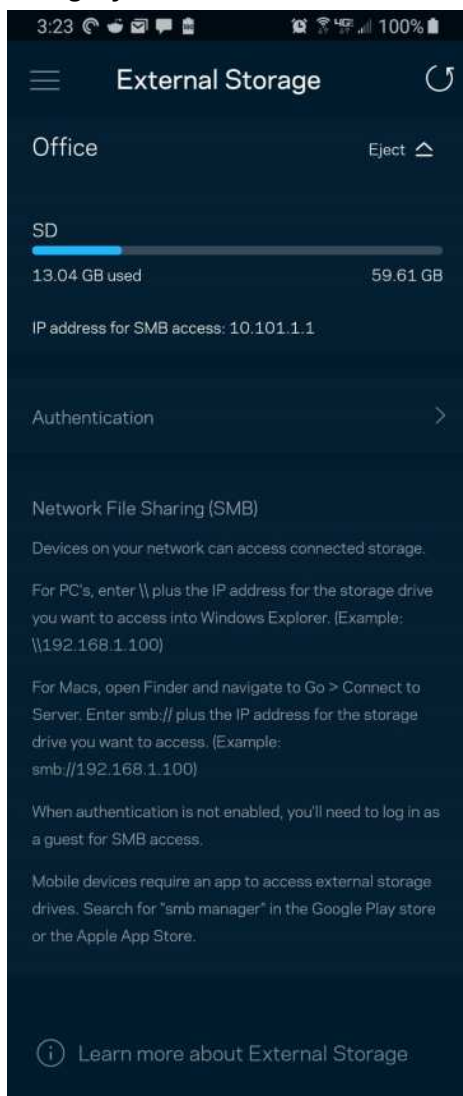 3:23 100%
External Storage
Office Eject
SD
13.04 GB used 59.61 GB
IP address for SMB access: 10.101.1.1
Authentication
Network File Sharing (SMB)
Devices on your network can access connected storage.
For PC's, enter \\ plus the IP address for the storage drive
you want to access into Windows Explorer. (Example:
\\192.168.1.100)
For Macs, open Finder and navigate to Go > Connect to
Server. Enter smb:// plus the IP address for the storage
drive you want to access. (Example:
smb://192.168.1.100)
When authentication is not enabled, you'll need to log in as
a guest for SMB access.
Mobile devices require an app to access external storage
drives. Search for "smb manager" in the Google Play store
or the Apple App Store.
Learn more about External Storage